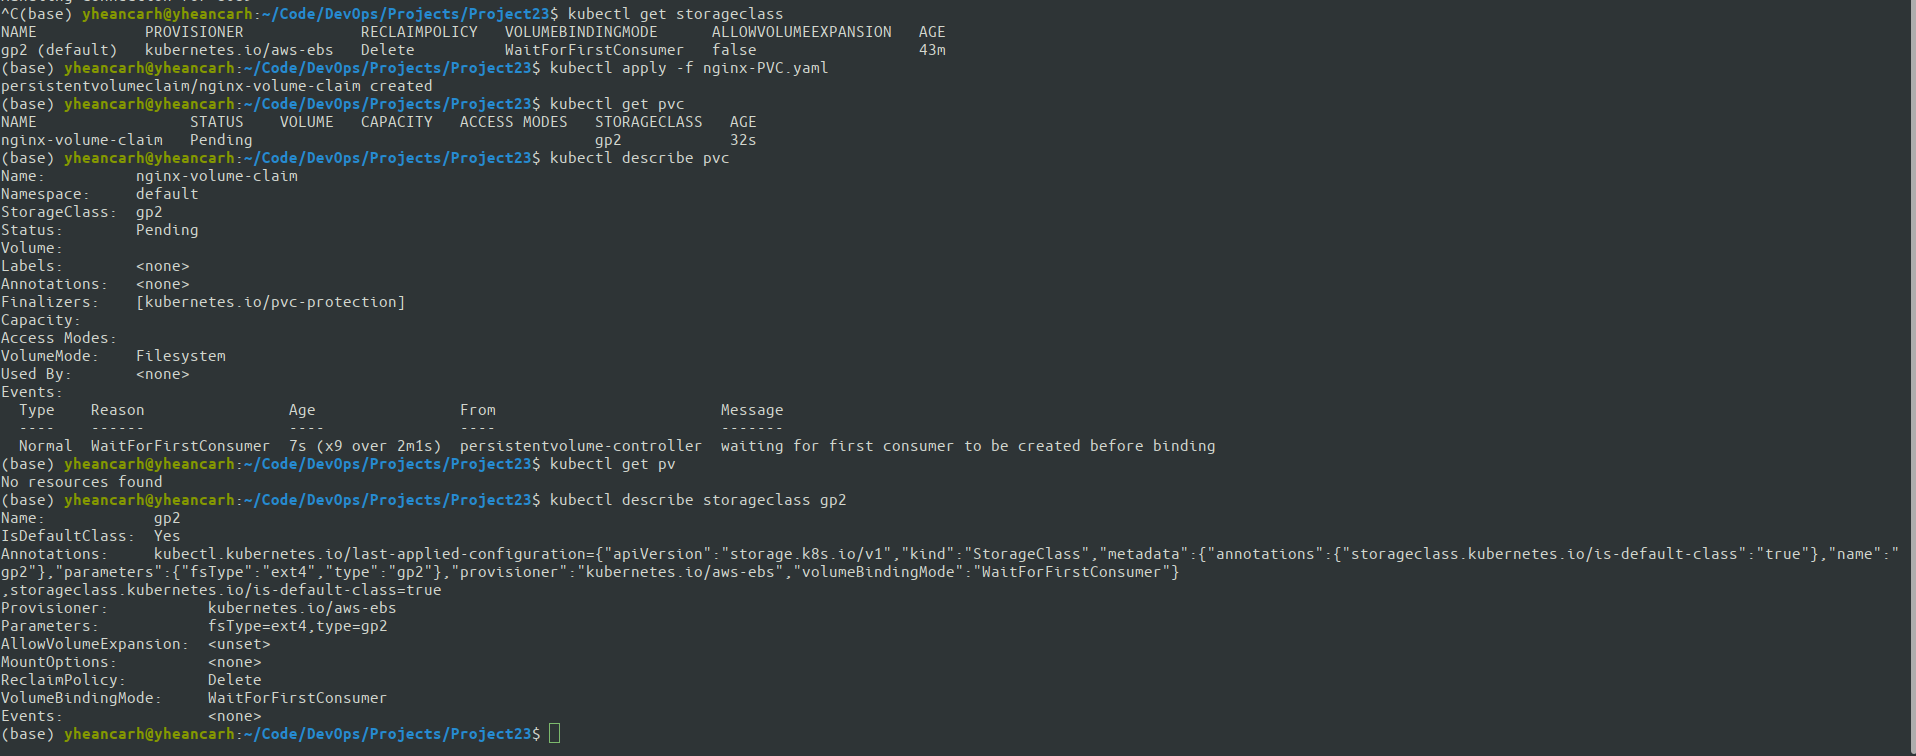 ^C(base) yheancarh@yheancarh:~/Code/DevOps/Projects/Project23$ kubectl get storageclass
NAME            PROVISIONER             RECLAIMPOLICY   VOLUMEBINDINGMODE      ALLOWVOLUMEEXPANSION   AGE
gp2 (default)   kubernetes.io/aws-ebs   Delete          WaitForFirstConsumer   false                  43m
(base) yheancarh@yheancarh:~/Code/DevOps/Projects/Project23$ kubectl apply -f nginx-PVC.yaml
persistentvolumeclaim/nginx-volume-claim created
(base) yheancarh@yheancarh:~/Code/DevOps/Projects/Project23$ kubectl get pvc
NAME                 STATUS    VOLUME   CAPACITY   ACCESS MODES   STORAGECLASS   AGE
nginx-volume-claim   Pending                                      gp2            32s
(base) yheancarh@yheancarh:~/Code/DevOps/Projects/Project23$ kubectl describe pvc
Name:          nginx-volume-claim
Namespace:     default
StorageClass:  gp2
Status:        Pending
Volume:
Labels:        <none>
Annotations:   <none>
Finalizers:    [kubernetes.io/pvc-protection]
Capacity:
Access Modes:
VolumeMode:    Filesystem
Used By:       <none>
Events:
  Type    Reason                Age                From                         Message
  ----    ------                ----               ----                         -------
  Normal  WaitForFirstConsumer  7s (x9 over 2m1s)  persistentvolume-controller  waiting for first consumer to be created before binding
(base) yheancarh@yheancarh:~/Code/DevOps/Projects/Project23$ kubectl get pv
No resources found
(base) yheancarh@yheancarh:~/Code/DevOps/Projects/Project23$ kubectl describe storageclass gp2
Name:            gp2
IsDefaultClass:  Yes
Annotations:     kubectl.kubernetes.io/last-applied-configuration={"apiVersion":"storage.k8s.io/v1","kind":"StorageClass","metadata":{"annotations":{"storageclass.kubernetes.io/is-default-class":"true"},"name":"
gp2"},"parameters":{"fsType":"ext4","type":"gp2"},"provisioner":"kubernetes.io/aws-ebs","volumeBindingMode":"WaitForFirstConsumer"}
,storageclass.kubernetes.io/is-default-class=true
Provisioner:           kubernetes.io/aws-ebs
Parameters:            fsType=ext4,type=gp2
AllowVolumeExpansion:  <unset>
MountOptions:          <none>
ReclaimPolicy:         Delete
VolumeBindingMode:     WaitForFirstConsumer
Events:                <none>
(base) yheancarh@yheancarh:~/Code/DevOps/Projects/Project23$